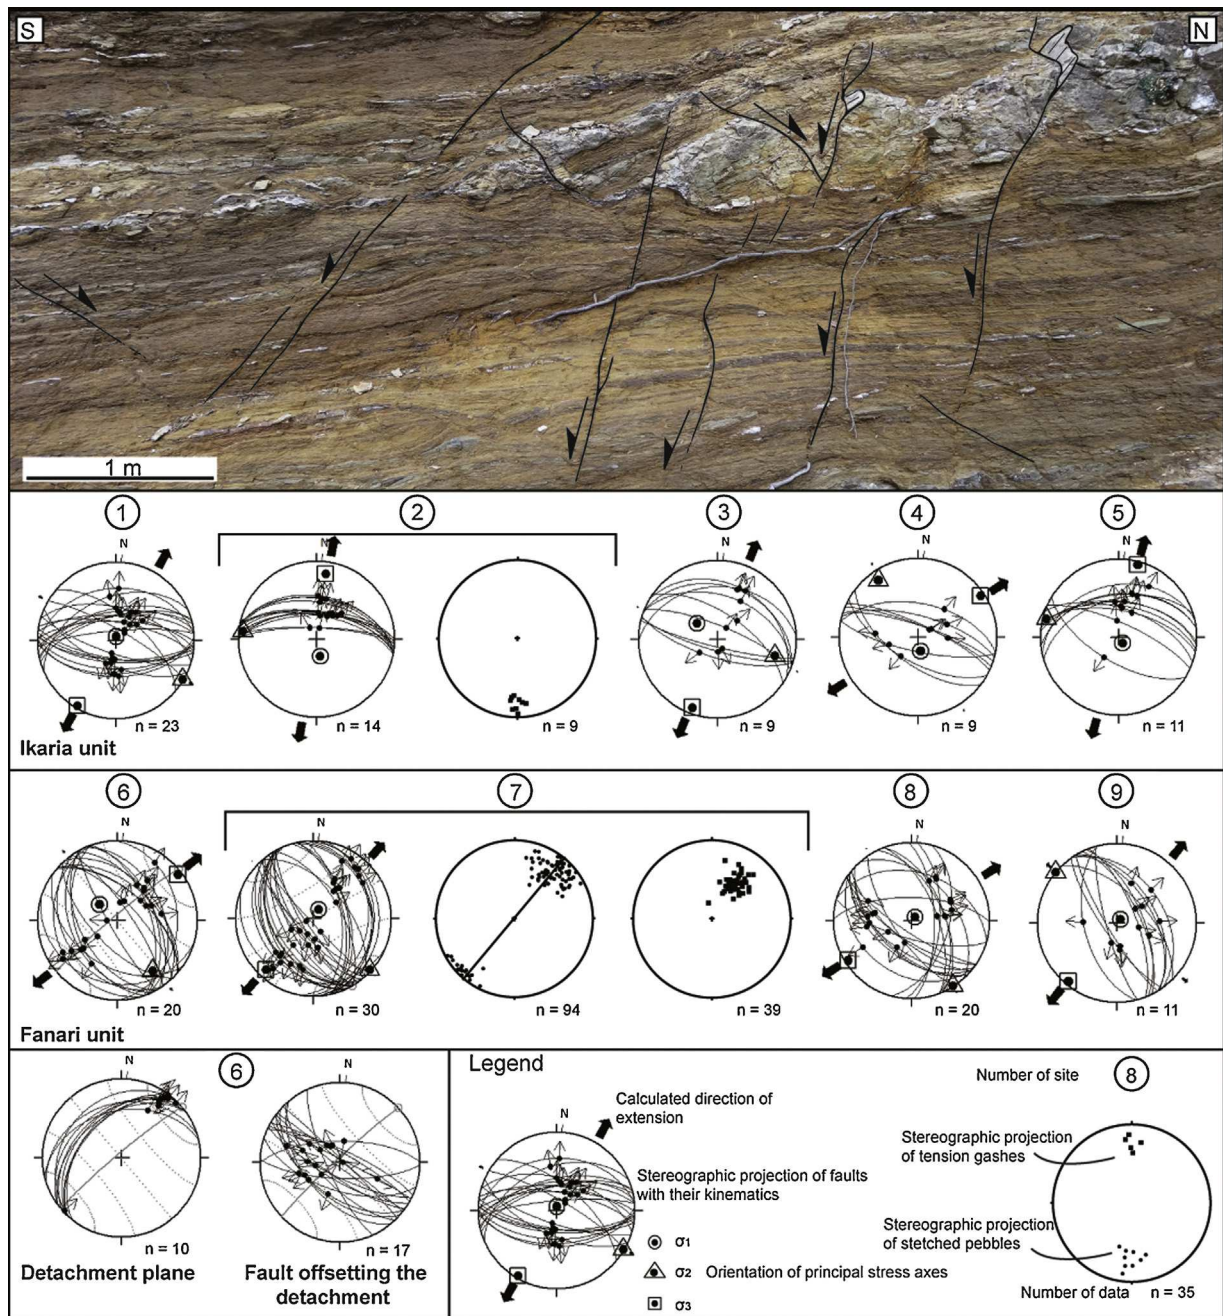 S
N
1 m
1
2
3
4
5
N
N
N
N
N
n = 23
n = 14
n = 9
n = 9
n = 9
n = 11
Ikaria unit
6
7
8
9
N
N
N
N
n = 20
n = 30
n = 94
n = 39
n = 20
n = 11
Fanari unit
6
N
N
n = 10
n = 17
Detachment plane
Fault offsetting the
detachment
Legend
Number of site
8
N
Calculated direction of
extension
Stereographic projection of faults
with their kinematics
σ1
σ2
Orientation of principal stress axes
σ3
Stereographic projection
of tension gashes
Stereographic projection
of stetched pebbles
Number of data
n = 35